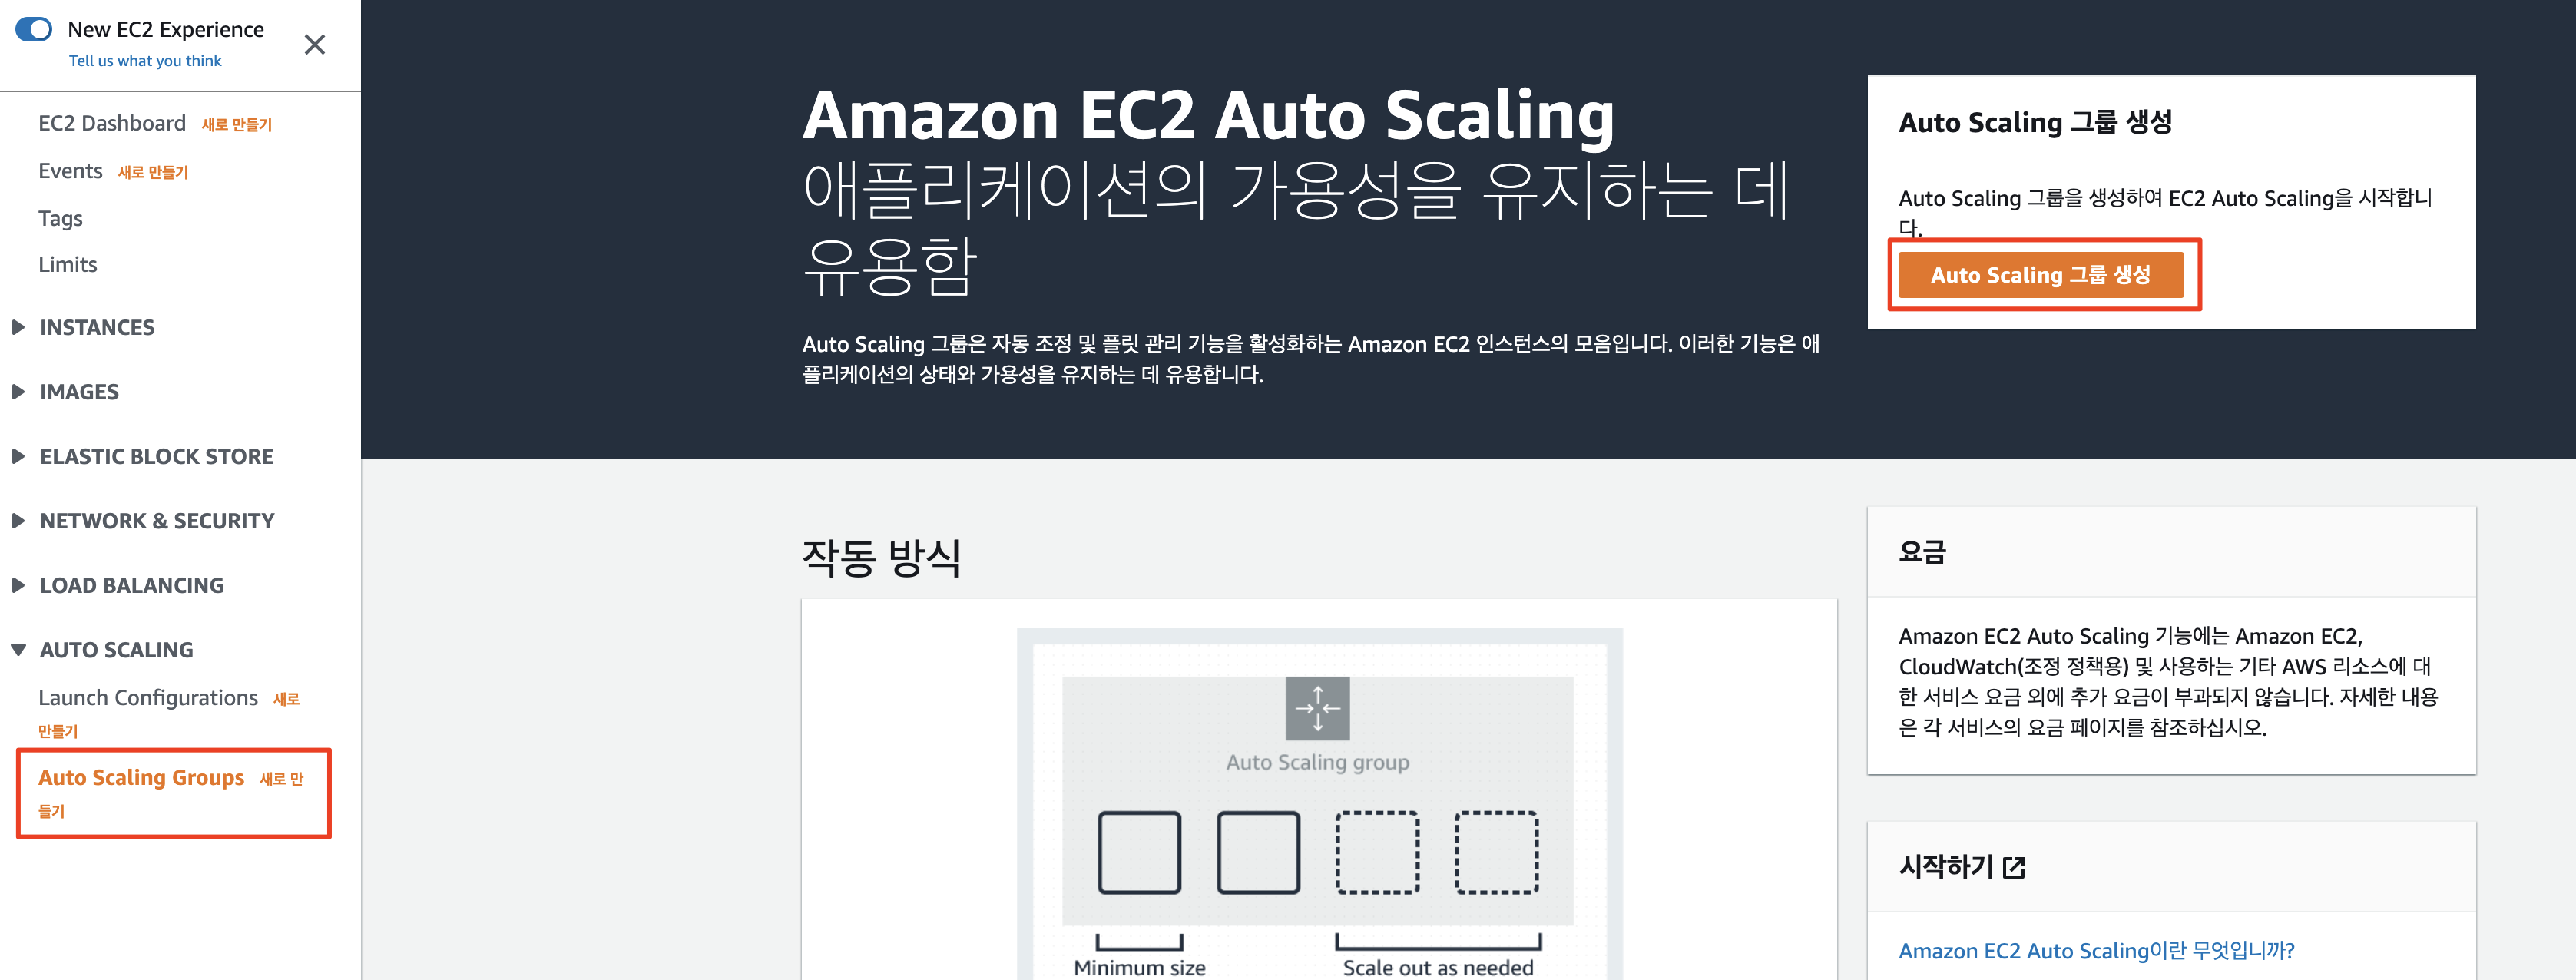 New EC2 Experience
Tell us what you think
EC2 Dashboard 새로 만들기
Events 새로 만들기
Tags
Limits
INSTANCES
IMAGES
ELASTIC BLOCK STORE
NETWORK & SECURITY
LOAD BALANCING
AUTO SCALING
Launch Configurations 새로
만들기
Auto Scaling Groups 새로 만
들기
Amazon EC2 Auto Scaling
애플리케이션의 가용성을 유지하는 데
유용함
Auto Scaling 그룹은 자동 조정 및 플릿 관리 기능을 활성화하는 Amazon EC2 인스턴스의 모음입니다. 이러한 기능은 애
플리케이션의 상태와 가용성을 유지하는 데 유용합니다.
Auto Scaling 그룹 생성
Auto Scaling 그룹을 생성하여 EC2 Auto Scaling을 시작합니
다.
Auto Scaling 그룹 생성
작동 방식
Auto Scaling group
Minimum size
Scale out as needed
요금
Amazon EC2 Auto Scaling 기능에는 Amazon EC2,
CloudWatch(조정 정책용) 및 사용하는 기타 AWS 리소스에 대
한 서비스 요금 외에 추가 요금이 부과되지 않습니다. 자세한 내용
은 각 서비스의 요금 페이지를 참조하십시오.
시작하기
Amazon EC2 Auto Scaling이란 무엇입니까?